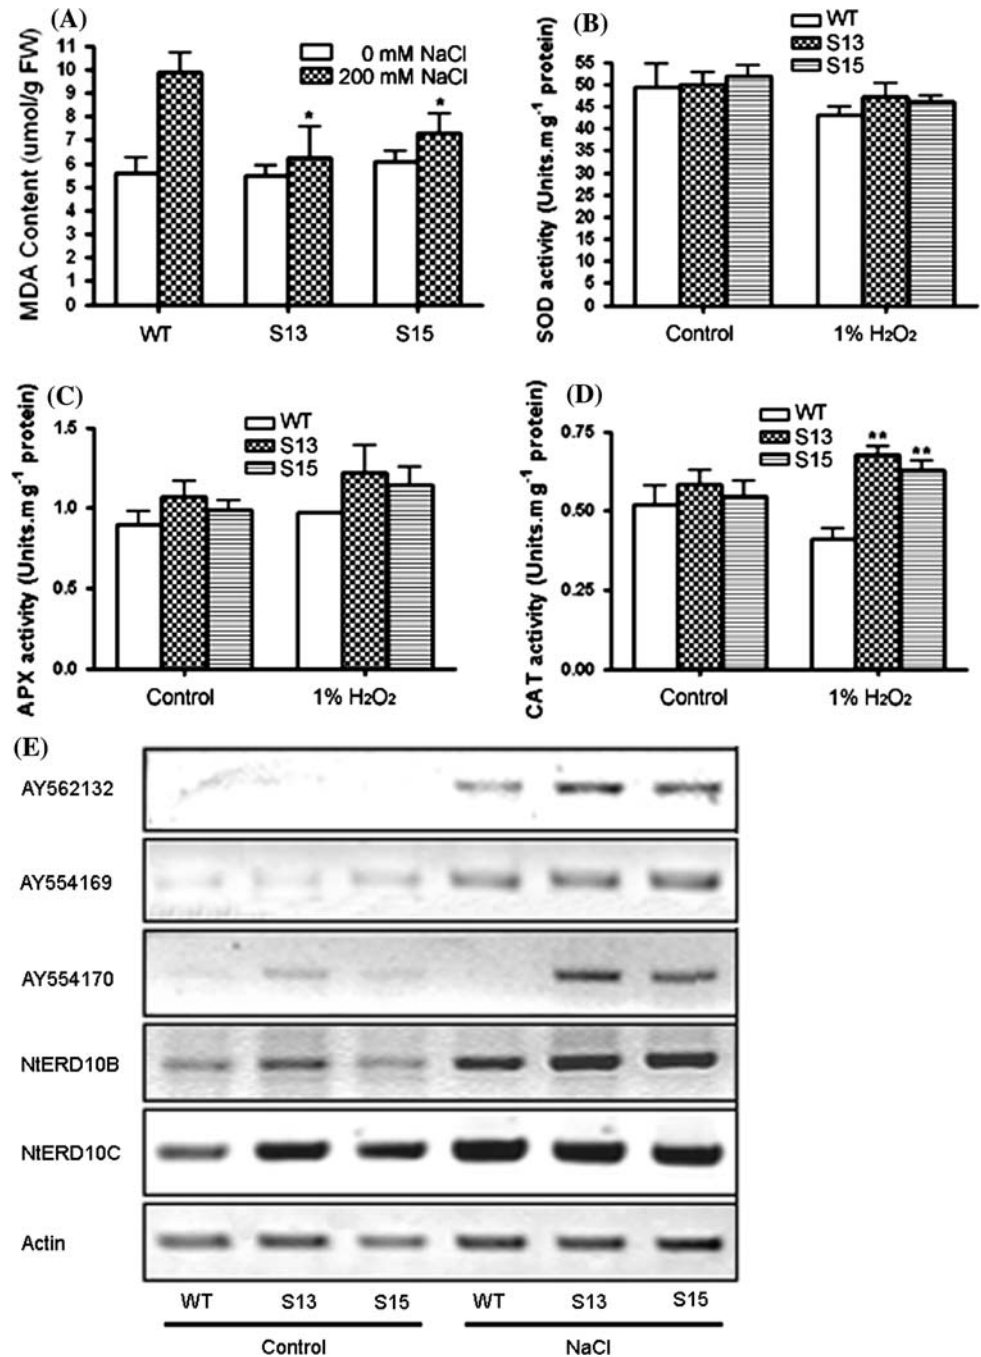 (A)
MDA Content (umol/g FW)
11
10
9
8
7
6
5
4
3
2
1
0
0 mM NaCl
200 mM NaCl
*
*
WT
S13
S15
(B)
SOD activity (Units.mg⁻¹ protein)
WT
S13
S15
55
50
45
40
35
30
25
20
15
10
5
0
Control
1% H₂O₂
(C)
APX activity (Units.mg⁻¹ protein)
WT
S13
S15
1.5
1.0
0.5
0.0
Control
1% H₂O₂
(D)
CAT activity (Units.mg⁻¹ protein)
WT
S13
S15
0.75
0.50
0.25
0.00
**
**
Control
1% H₂O₂
(E)
AY562132
AY554169
AY554170
NtERD10B
NtERD10C
Actin
WT S13 S15 WT S13 S15
Control NaCl